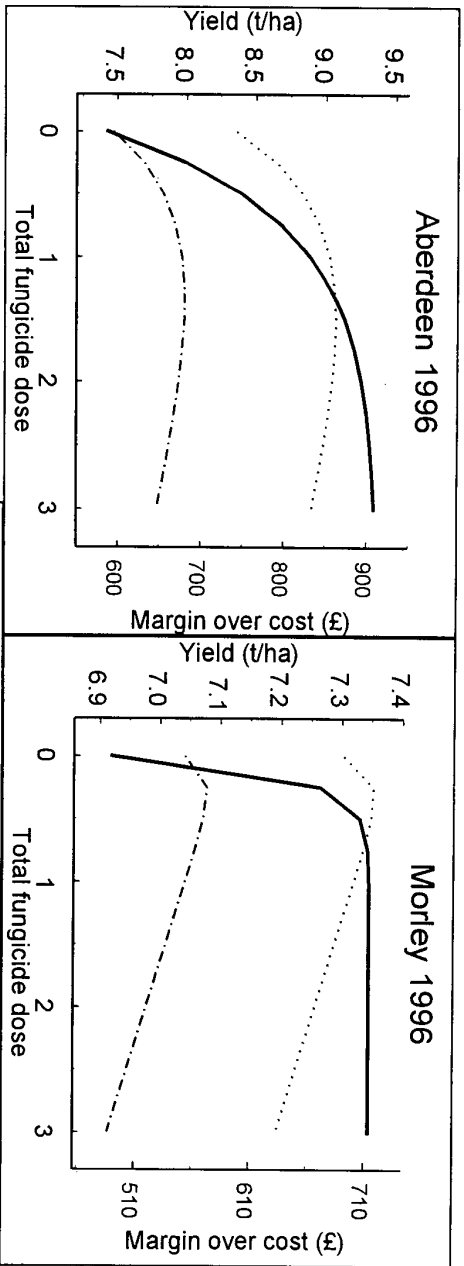 Aberdeen 1996
Yield (t/ha)
7.5 8.0 8.5 9.0 9.5
0 1 2 3
Total fungicide dose
600 700 800 900
Margin over cost (£)
Morley 1996
Yield (t/ha)
6.9 7.0 7.1 7.2 7.3 7.4
0 1 2 3
Total fungicide dose
510 610 710
Margin over cost (£)